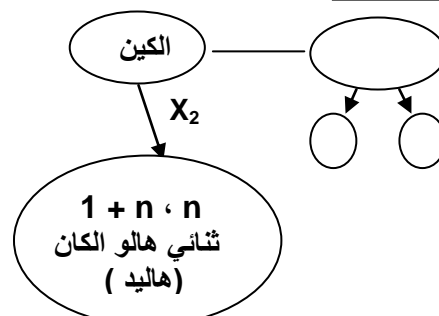 الكين
X₂
1 + n ، n
ثنائي هالو الكان
(هاليد )